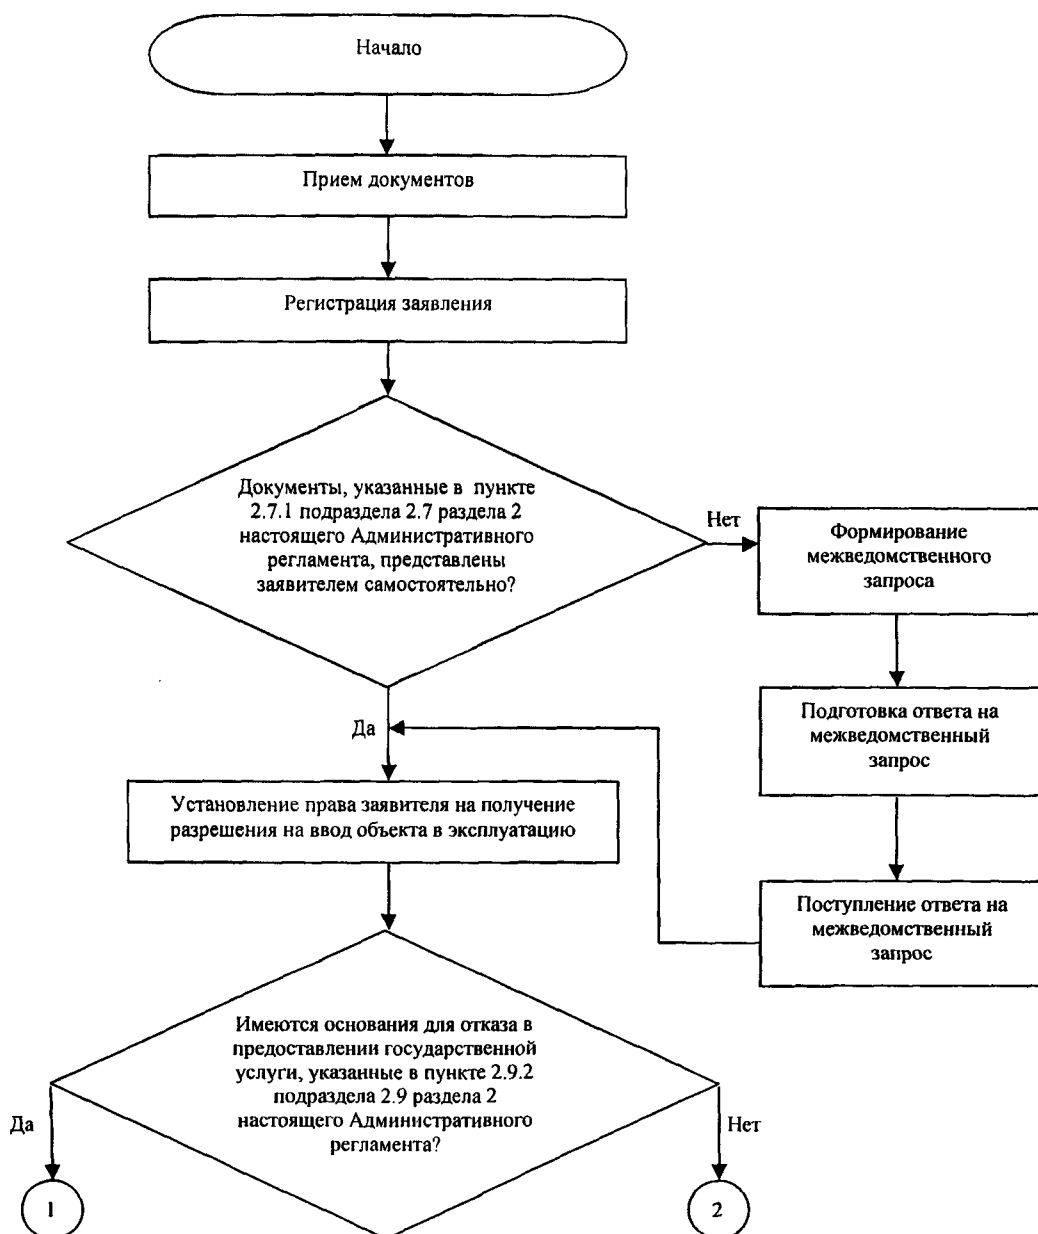 Начало
Прием документов
Регистрация заявления
Документы, указанные в пункте
2.7.1 подраздела 2.7 раздела 2
настоящего Административного
регламента, представлены
заявителем самостоятельно?
Нет
Формирование
межведомственного
запроса
Подготовка ответа на
межведомственный
запрос
Да
Установление права заявителя на получение
разрешения на ввод объекта в эксплуатацию
Поступление ответа на
межведомственный
запрос
Имеются основания для отказа в
предоставлении государственной
услуги, указанные в пункте 2.9.2
подраздела 2.9 раздела 2
настоящего Административного
регламента?
Да
Нет
1
2